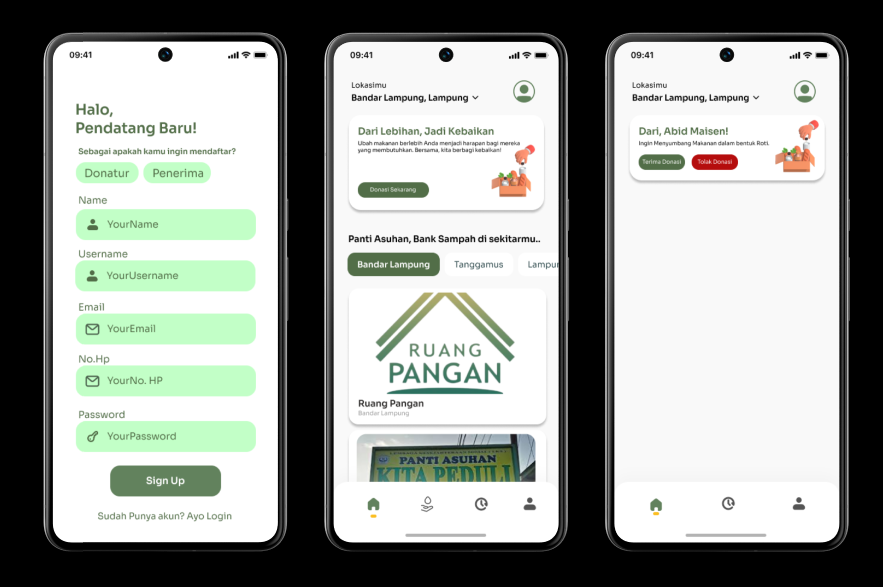 09:41
Halo,
Pendatang Baru!
Sebagai apakah kamu ingin mendaftar?
Donatur
Penerima
Name
YourName
Username
YourUsername
Email
YourEmail
No.Hp
YourNo. HP
Password
YourPassword
Sign Up
Sudah Punya akun? Ayo Login
09:41
Lokasimu
Bandar Lampung, Lampung
Dari Lebihan, Jadi Kebaikan
Ubah makanan berlebih Anda menjadi harapan bagi mereka
yang membutuhkan. Bersama, kita berbagi kebaikan!
Donasi Sekarang
Panti Asuhan, Bank Sampah di sekitarmu..
Bandar Lampung
Tanggamus
Lampun
RUANG
PANGAN
Ruang Pangan
Bandar Lampung
PANTI ASUHAN
KITA PEDULI
09:41
Lokasimu
Bandar Lampung, Lampung
Dari, Abid Maisen!
Ingin Menyumbang Makanan dalam bentuk Roti.
Terima Donasi
Tolak Donasi